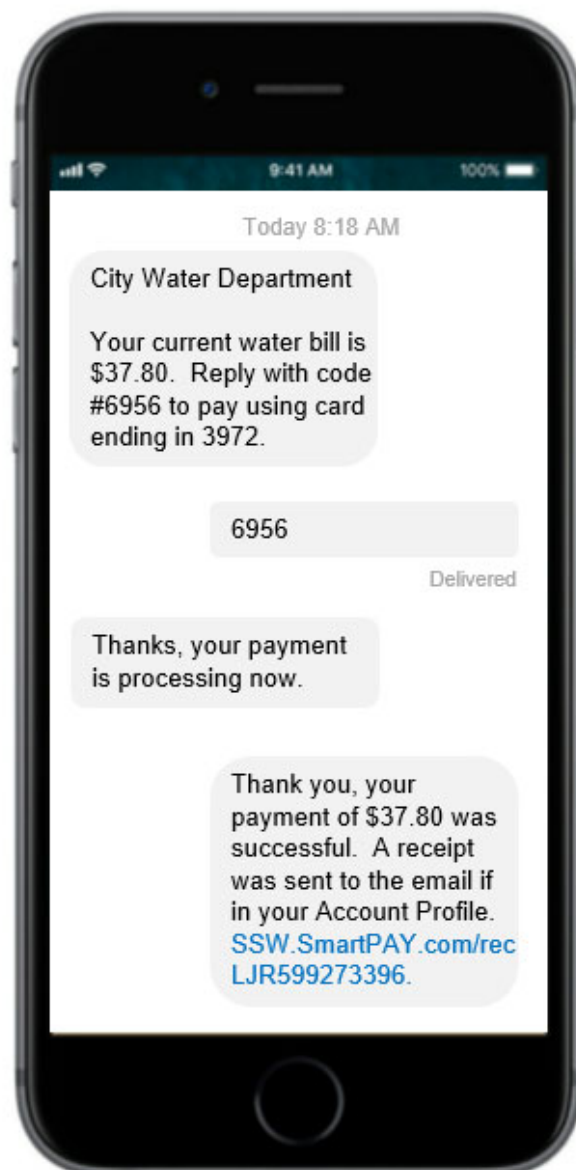 9:41 AM
100%
Today 8:18 AM
City Water Department
Your current water bill is
$37.80.  Reply with code
#6956 to pay using card
ending in 3972.
6956
Delivered
Thanks, your payment
is processing now.
Thank you, your
payment of $37.80 was
successful.  A receipt
was sent to the email if
in your Account Profile.
SSW.SmartPAY.com/rec
LJR599273396.